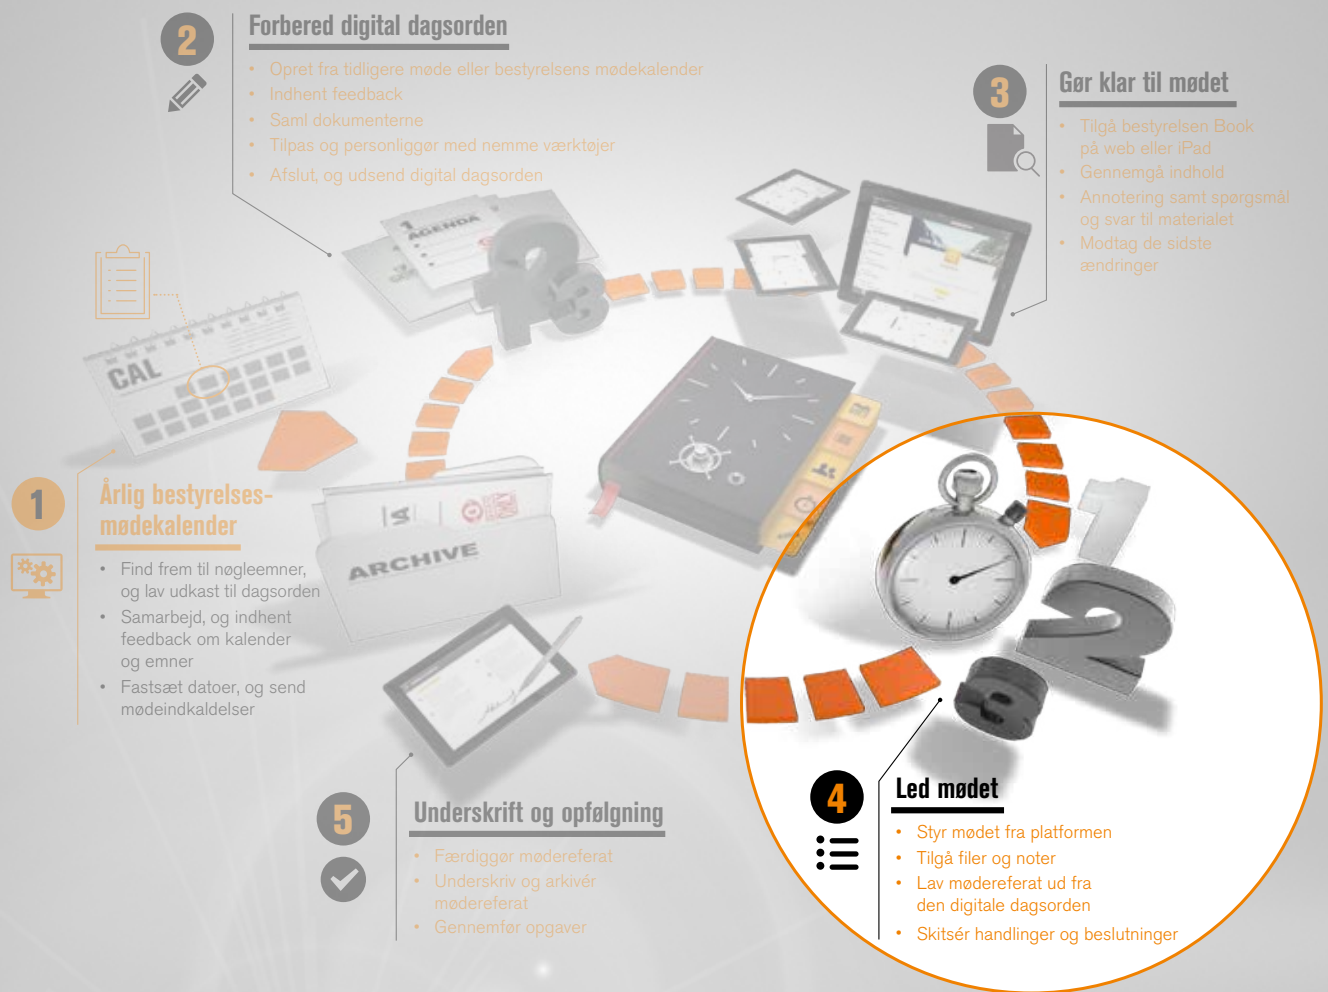 2
Forbered digital dagsorden
• Opret fra tidligere møde eller bestyrelsens mødekalender
• Indhent feedback
• Saml dokumenterne
• Tilpas og personliggør med nemme værktøjer
• Afslut, og udsend digital dagsorden
3
Gør klar til mødet
• Tilgå bestyrelsen Book
på web eller iPad
• Gennemgå indhold
• Annotering samt spørgsmål
og svar til materialet
• Modtag de sidste
ændringer
1
AGENDA
CAL
1
Årlig bestyrelses-
mødekalender
• Find frem til nøgleemner,
og lav udkast til dagsorden
• Samarbejd, og indhent
feedback om kalender
og emner
• Fastsæt datoer, og send
mødeindkaldelser
ARCHIVE
1
2
3
4
Led mødet
• Styr mødet fra platformen
• Tilgå filer og noter
• Lav mødereferat ud fra
den digitale dagsorden
• Skitsér handlinger og beslutninger
5
Underskrift og opfølgning
• Færdiggør mødereferat
• Underskriv og arkivér
mødereferat
• Gennemfør opgaver